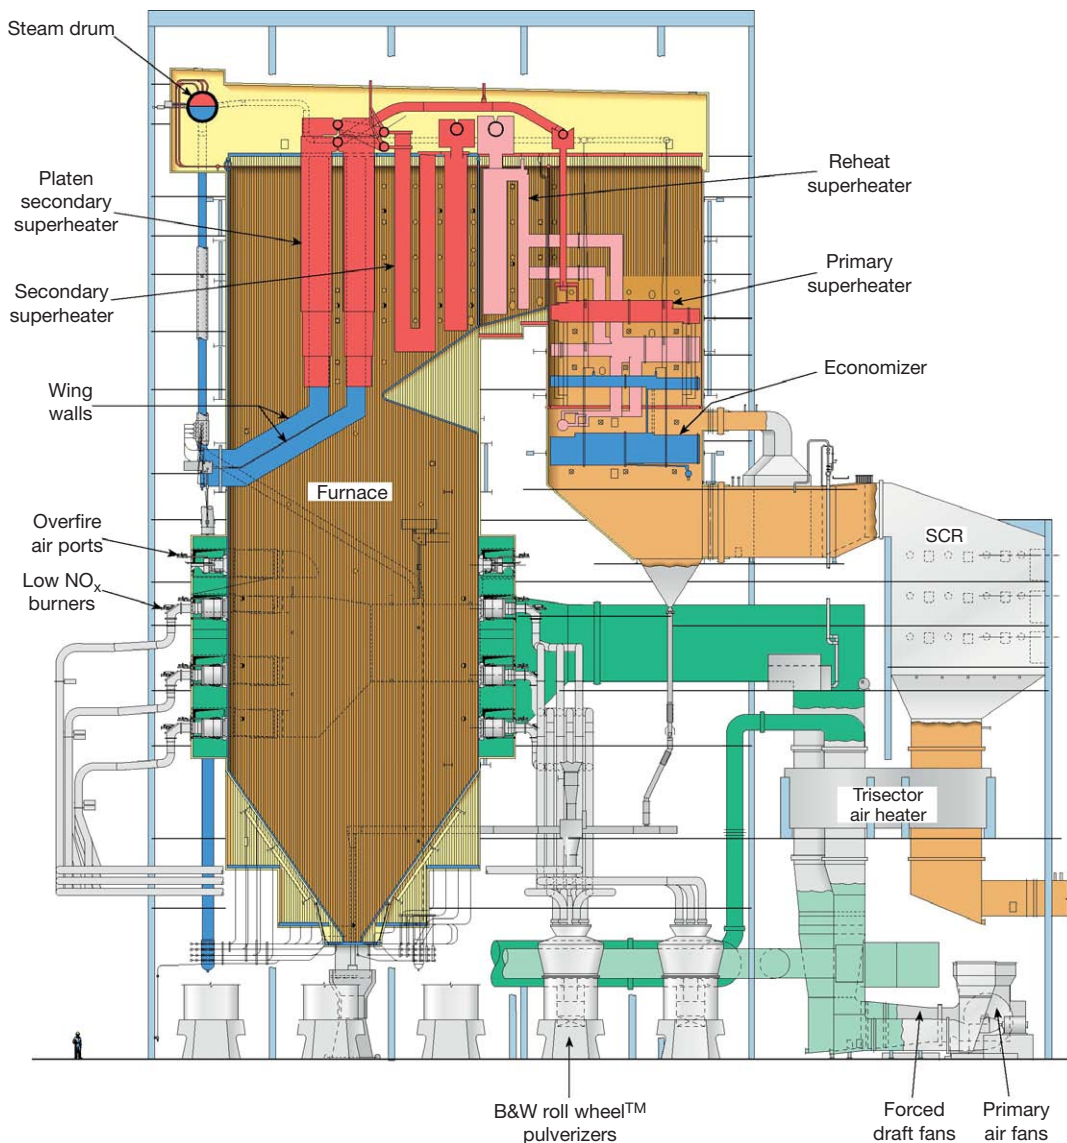 Steam drum
Platen
secondary
superheater
Secondary
superheater
Wing
walls
Overfire
air ports
Low NOx
burners
Furnace
Reheat
superheater
Primary
superheater
Economizer
SCR
Trisector
air heater
B&W roll wheel™
pulverizers
Forced
draft fans
Primary
air fans